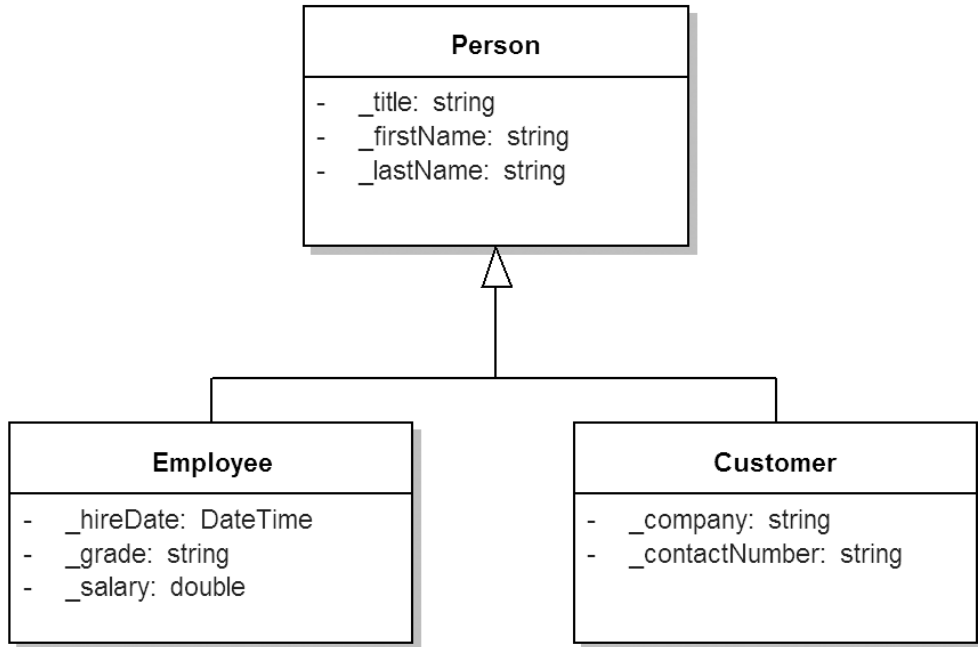 Person
- _title: string
- _firstName: string
- _lastName: string
Employee
- _hireDate: DateTime
- _grade: string
- _salary: double
Customer
- _company: string
- _contactNumber: string